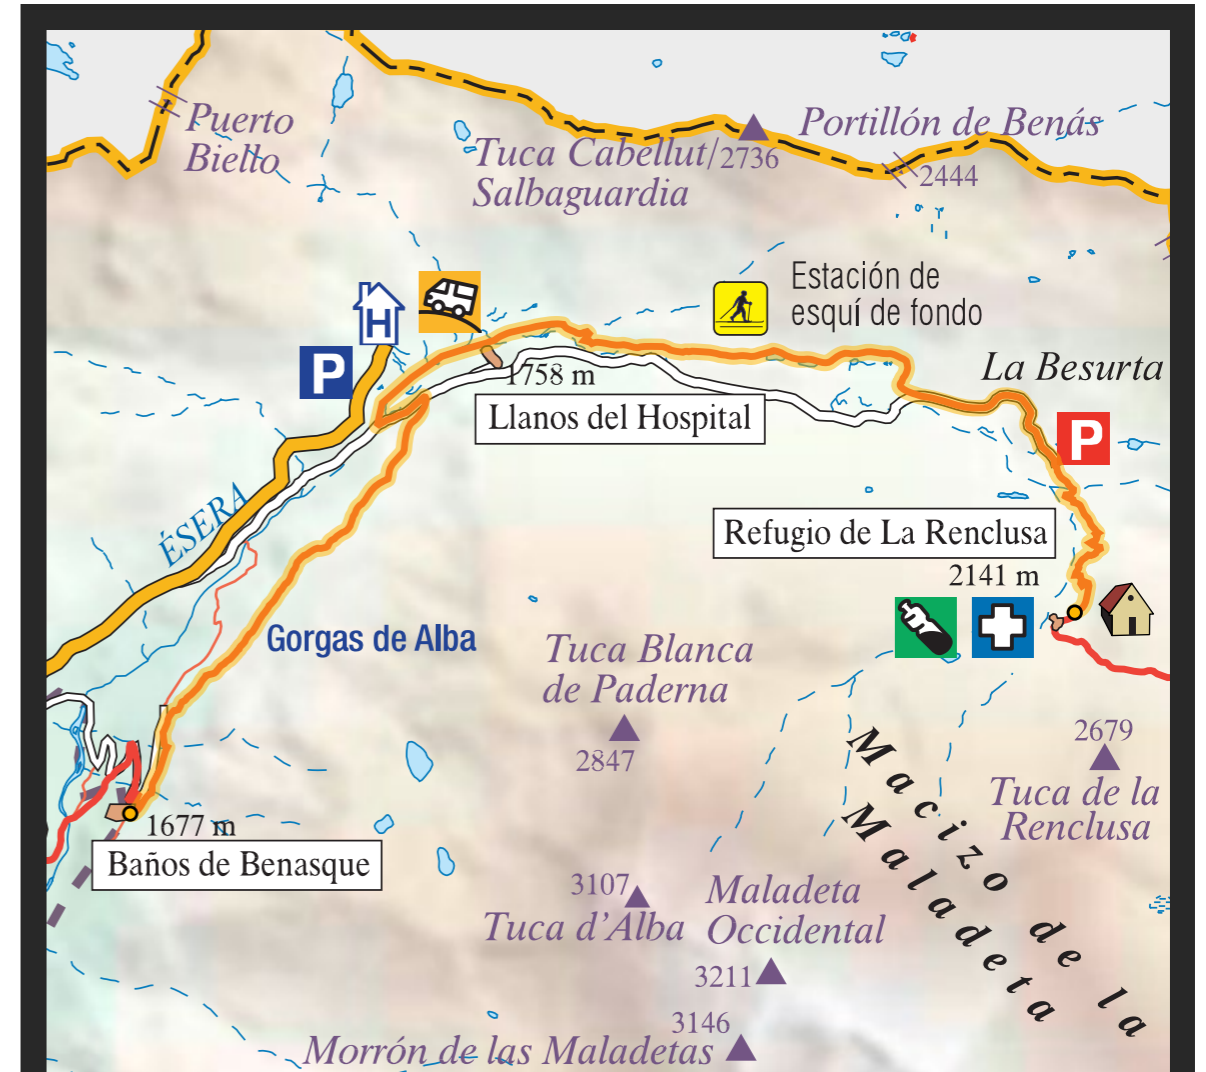 Puerto
Biello
Tuca Cabellut/2736
Salbaguardia
Portillón de Benás
2444
Estación de
esquí de fondo
H
P
1758 m
Llanos del Hospital
La Besurta
P
ÉSERA
Refugio de La Renclusa
2141 m
Gorgas de Alba
Tuca Blanca
de Paderna
2847
2679
Tuca de la
Renclusa
Macizo de la
Maladeta
1677 m
Baños de Benasque
3107
Tuca d’Alba
Maladeta
Occidental
3211
3146
Morrón de las Maladetas